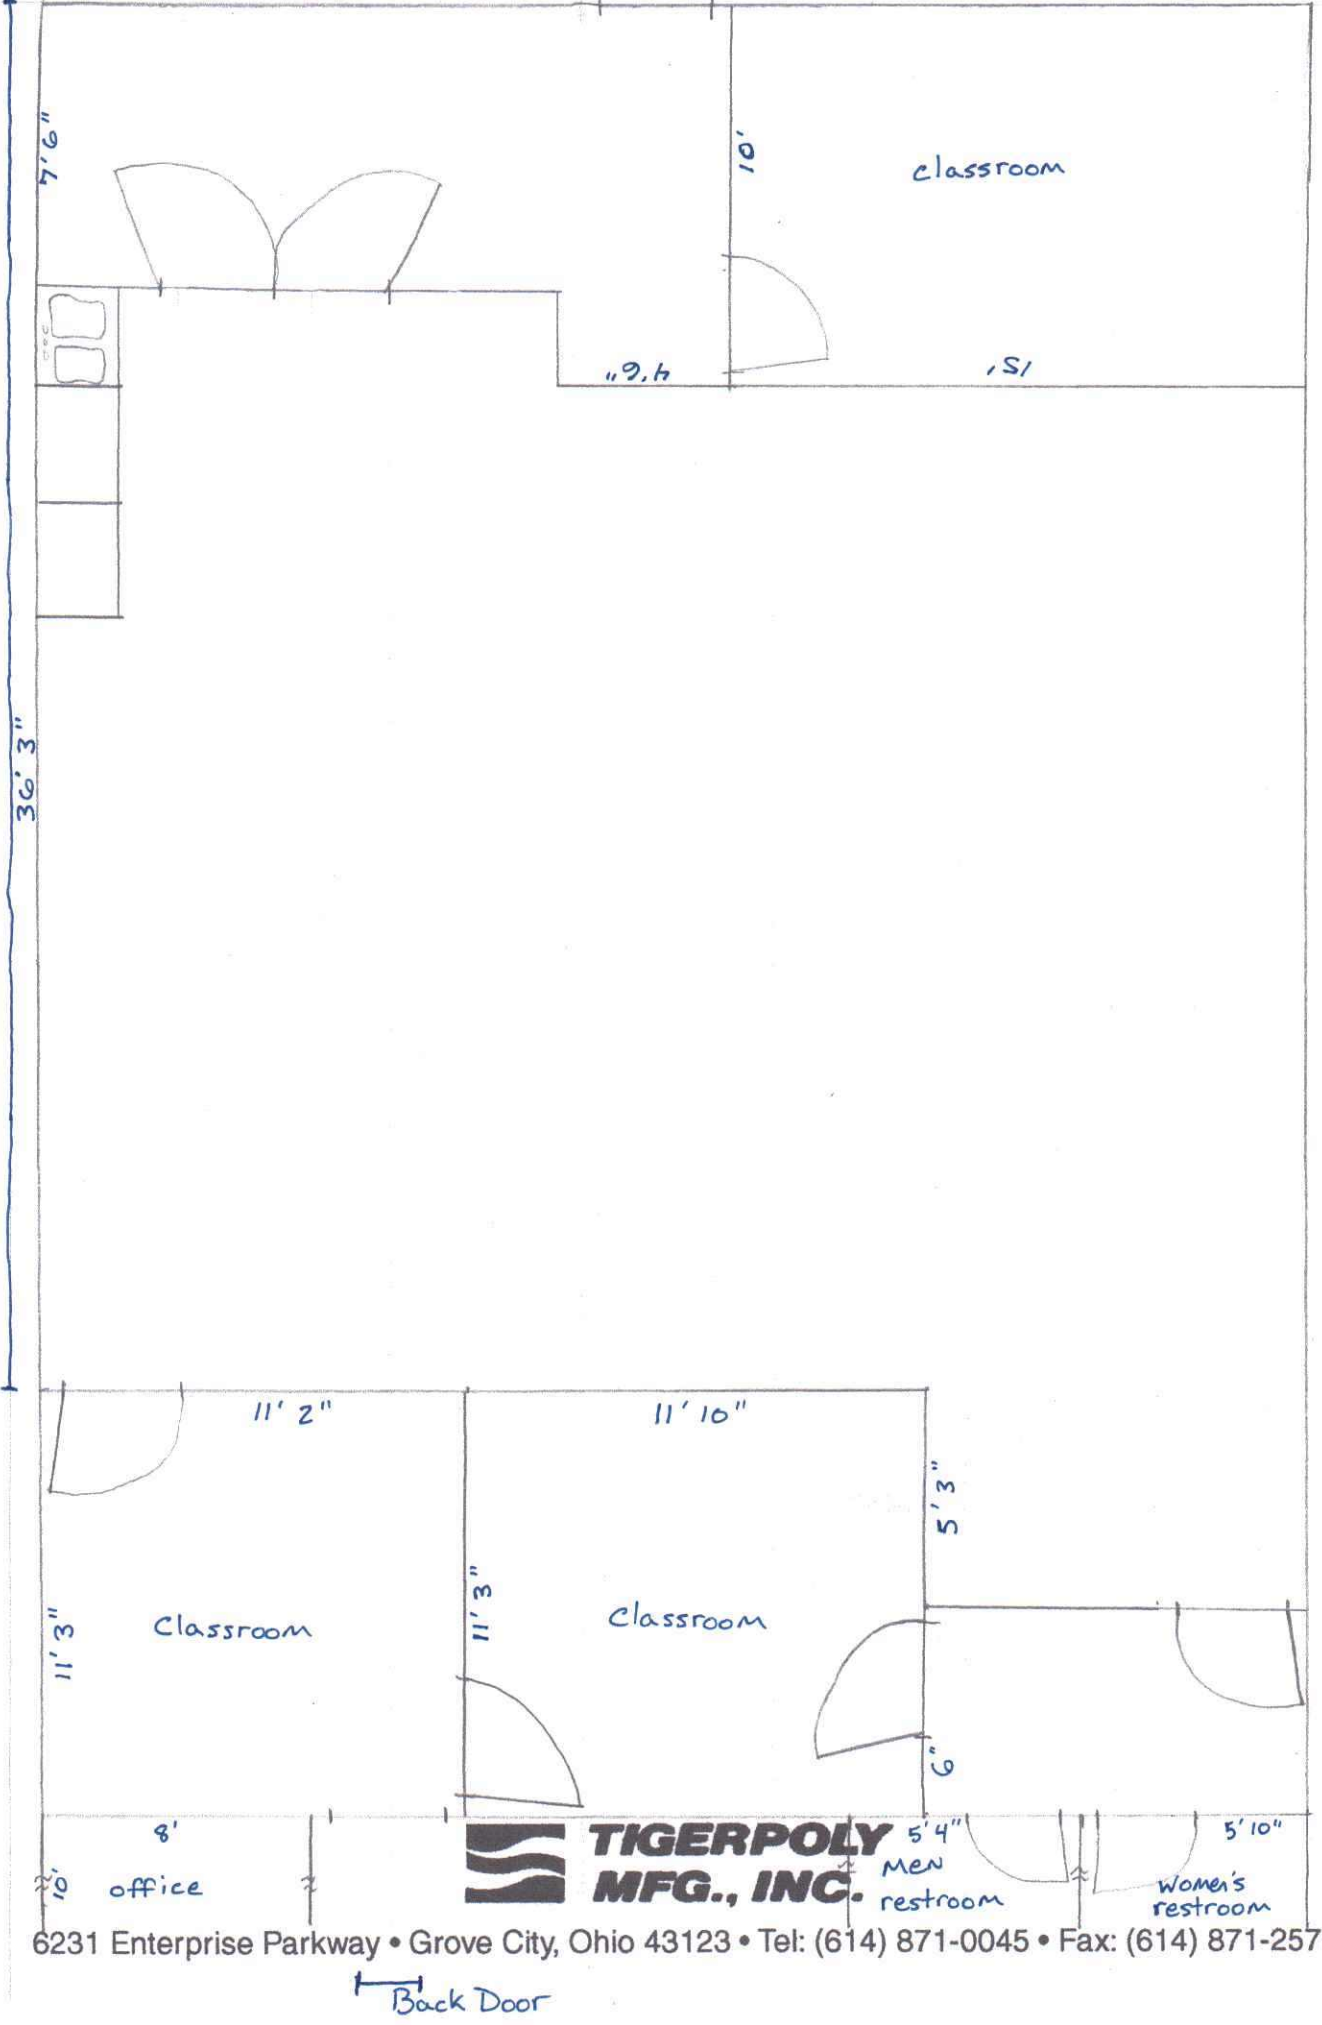 7'6"
10'
classroom
4'6"
15'
36' 3"
11' 2"
11' 10"
5' 3"
11' 3"
Classroom
11' 3"
Classroom
6"
8'
10'
office
TIGERPOLY
MFG., INC.
5'4"
Men
restroom
5'10"
Women's
restroom
6231 Enterprise Parkway • Grove City, Ohio 43123 • Tel: (614) 871-0045 • Fax: (614) 871-257
Back Door